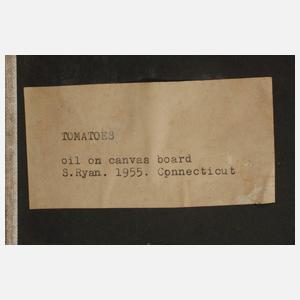 TOMATOES
oil on canvas board
S.Ryan. 1955. Connecticut